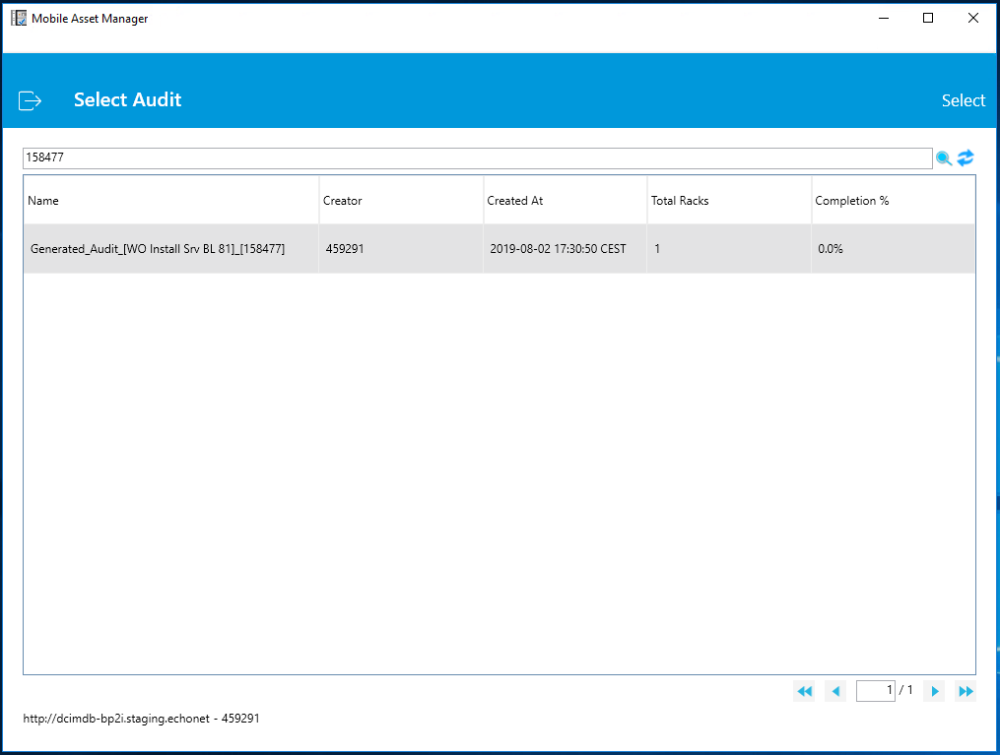 Mobile Asset Manager
Select Audit
Select
158477
Name Creator Created At Total Racks Completion %
Generated_Audit_[WO Install Srv BL 81]_[158477] 459291 2019-08-02 17:30:50 CEST 1 0.0%
1 / 1
http://dcimdb-bp2i.staging.echonet - 459291